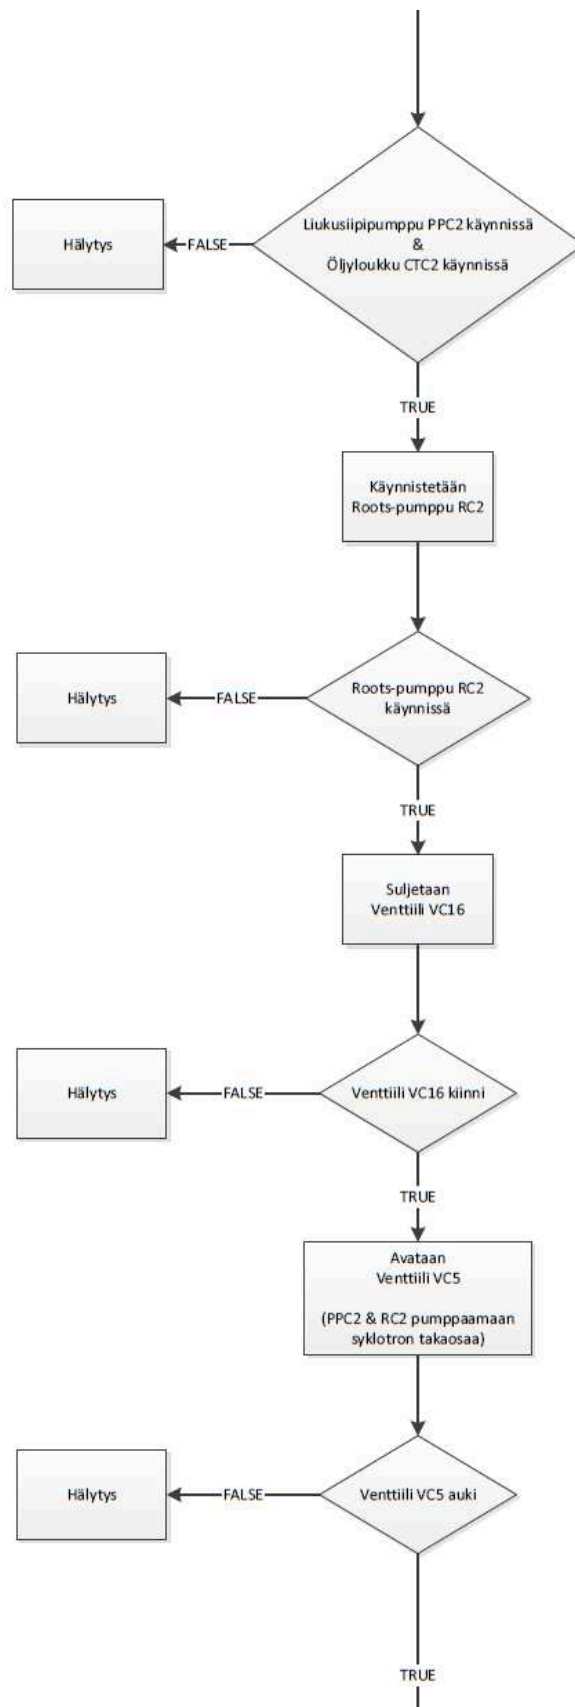 Liukusiipipumppu PPC2 käynnissä
&
Öljyloukku CTC2 käynnissä
Hälytys
FALSE
TRUE
Käynnistetään
Roots-pumppu RC2
Roots-pumppu RC2
käynnissä
Hälytys
FALSE
TRUE
Suljetaan
Venttiili VC16
Hälytys
FALSE
Venttiili VC16 kiinni
TRUE
Avataan
Venttiili VC5
(PPC2 & RC2 pumppaamaan
syklotron takaosaa)
Hälytys
FALSE
Venttiili VC5 auki
TRUE